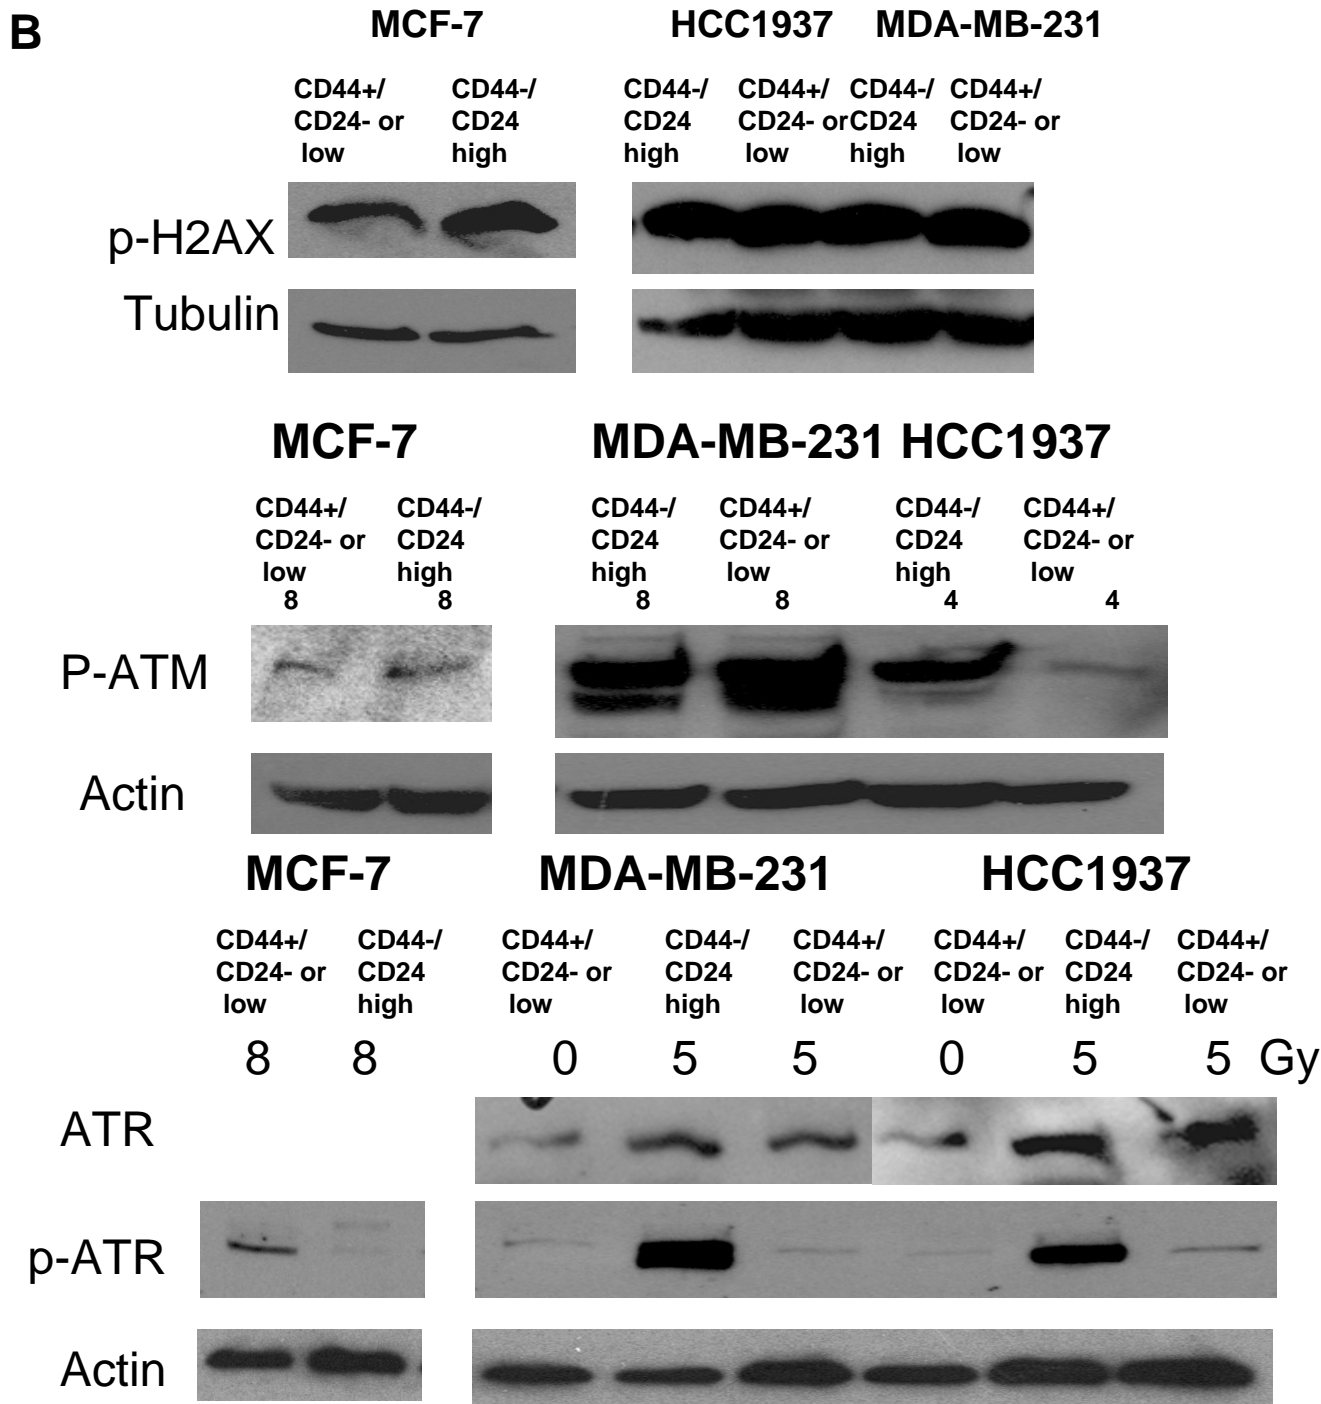 B
MCF-7 HCC1937 MDA-MB-231
CD44+/ CD44-/ CD44-/ CD44+/ CD44-/ CD44+/
CD24- or CD24 CD24 CD24- or CD24 CD24- or
low high high low high low
p-H2AX
Tubulin
MCF-7 MDA-MB-231 HCC1937
CD44+/ CD44-/ CD44-/ CD44+/ CD44-/ CD44+/
CD24- or CD24 CD24 CD24- or CD24 CD24- or
low high high low high low
8 8 8 8 4 4
P-ATM
Actin
MCF-7 MDA-MB-231 HCC1937
CD44+/ CD44-/ CD44+/ CD44-/ CD44+/ CD44+/ CD44-/ CD44+/
CD24- or CD24 CD24- or CD24 CD24- or CD24- or CD24 CD24- or
low high low high low low high low
8 8 0 5 5 0 5 5 Gy
ATR
p-ATR
Actin